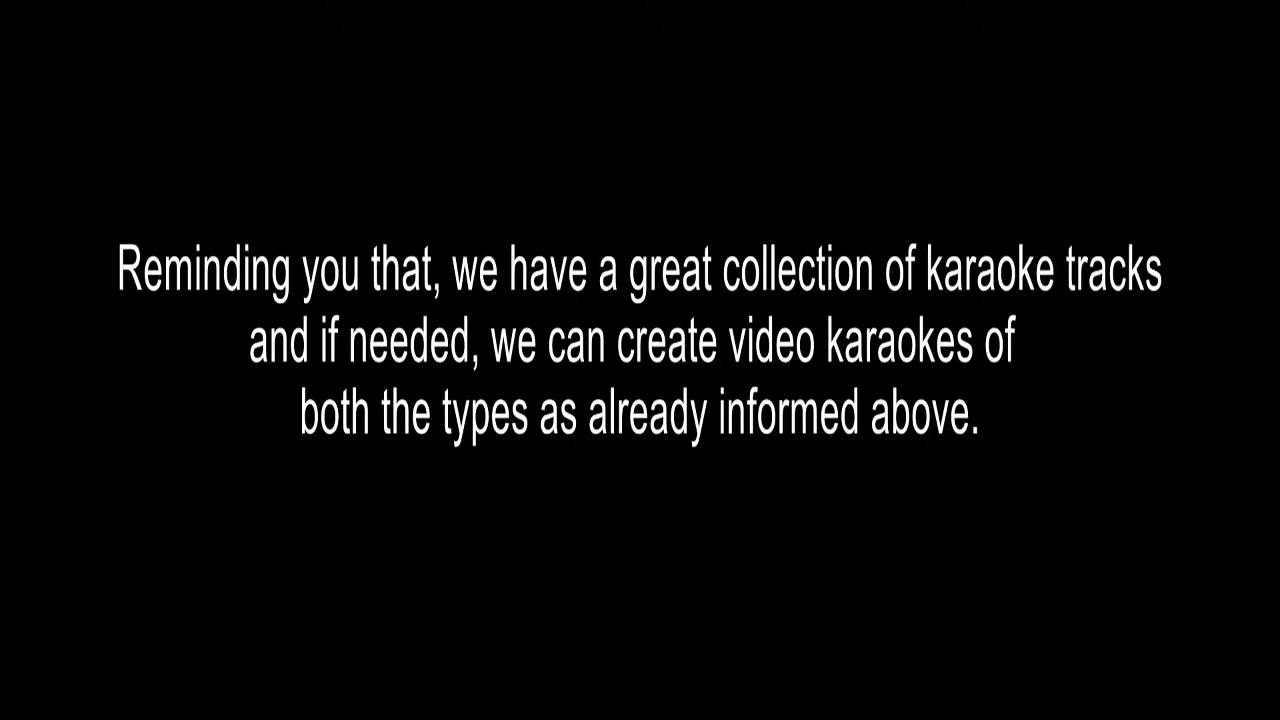 Reminding you that, we have a great collection of karaoke tracks
and if needed, we can create video karaokes of
both the types as already informed above.